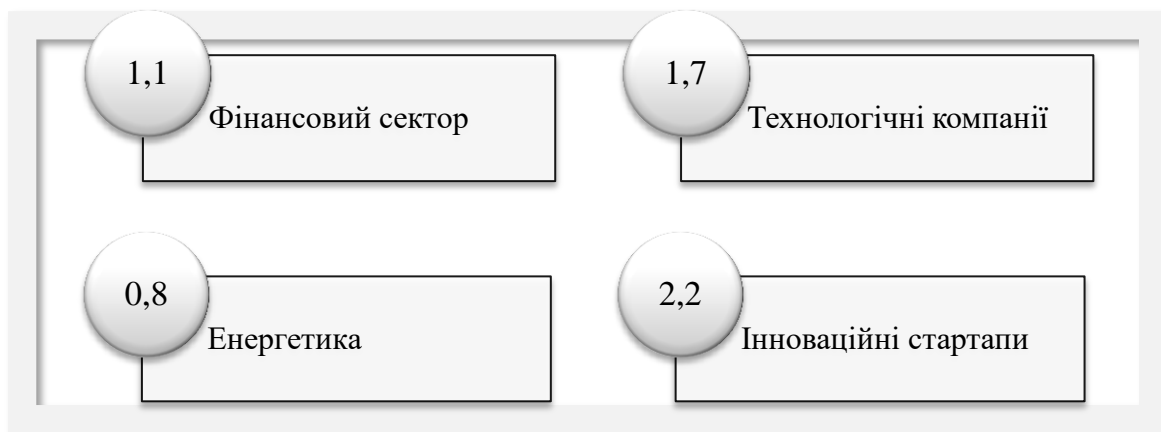 1,1
Фінансовий сектор
1,7
Технологічні компанії
0,8
Енергетика
2,2
Інноваційні стартапи